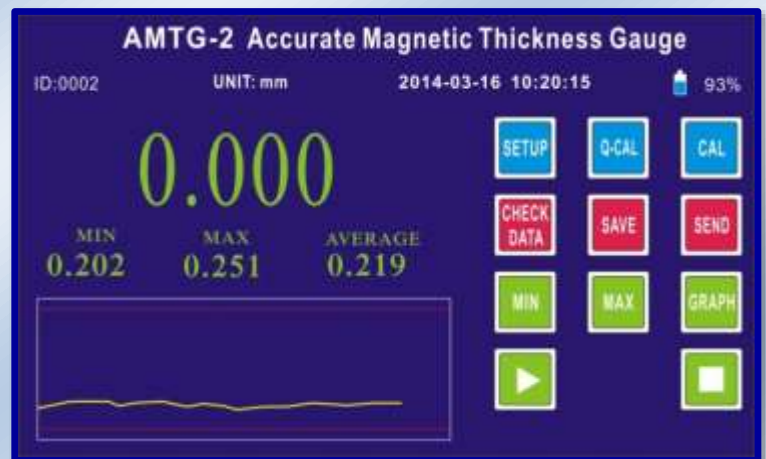 AMTG-2 Accurate Magnetic Thickness Gauge
ID:0002 UNIT: mm 2014-03-16 10:20:15 93%
0.000
MIN MAX AVERAGE
0.202 0.251 0.219
SETUP Q-CAL CAL
CHECK DATA SAVE SEND
MIN MAX GRAPH